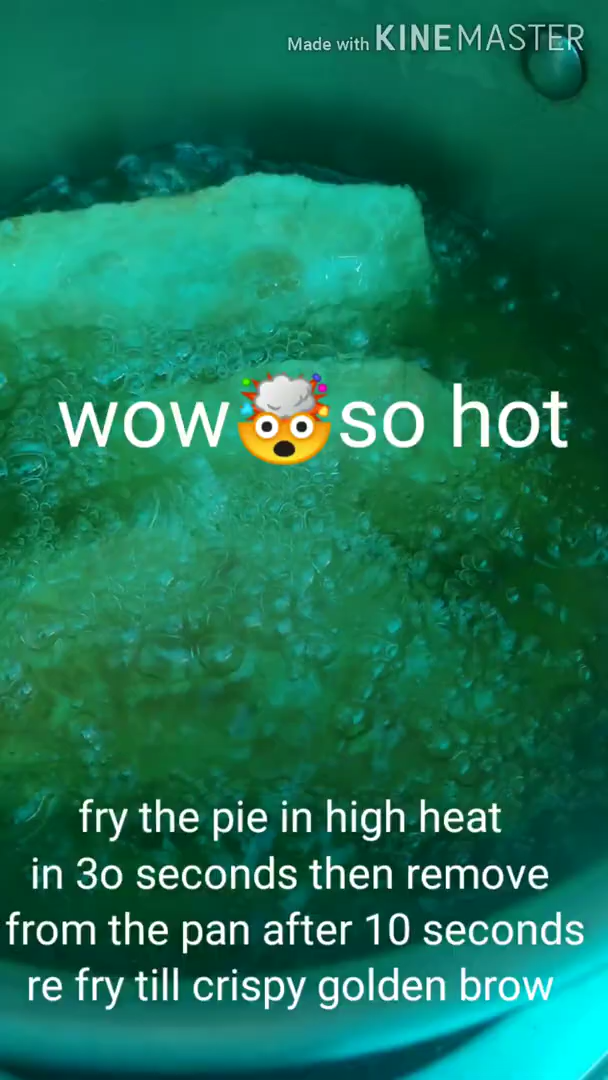 Made with KINEMASTER
wow🤯so hot
fry the pie in high heat
in 3o seconds then remove
from the pan after 10 seconds
re fry till crispy golden brow